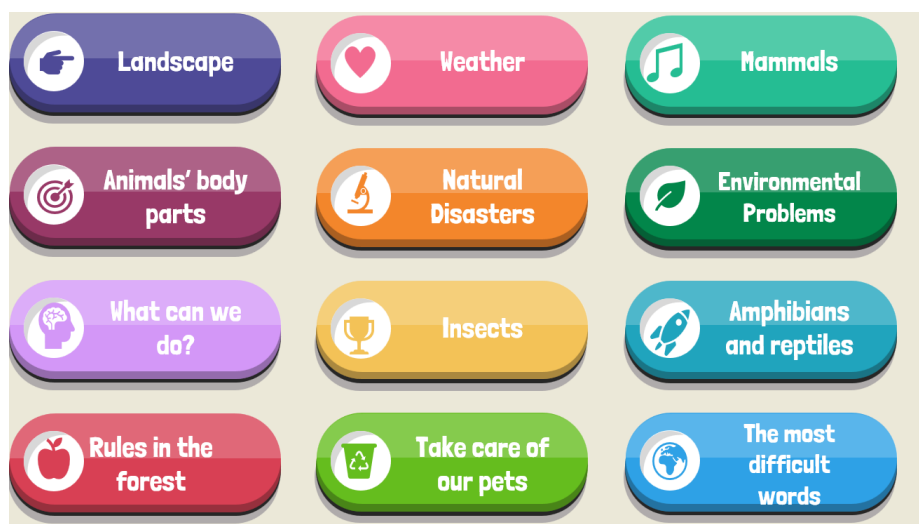 Landscape
Weather
Mammals
Animals' body
parts
Natural
Disasters
Environmental
Problems
What can we
do?
Insects
Amphibians
and reptiles
Rules in the
forest
Take care of
our pets
The most
difficult
words